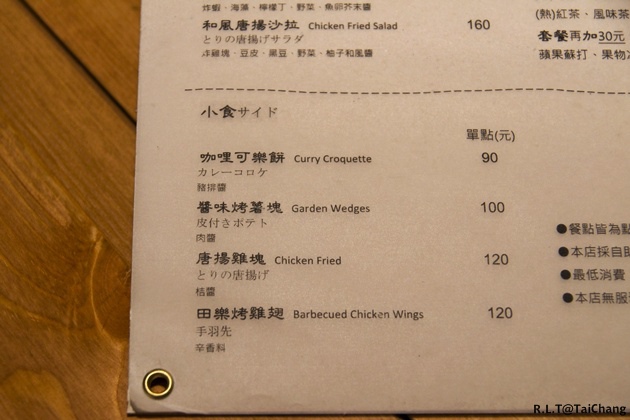 炸蝦、海藻、檸檬丁、野菜、魚卵芥末醬
和風唐揚沙拉 Chicken Fried Salad 160
とりの唐揚げサラダ
炸雞塊、豆皮、黑豆、野菜、柚子和風醬
(熱)紅茶、風味茶
套餐再加30元
蘋果蘇打、果物
小食サイド
單點(元)
咖哩可樂餅 Curry Croquette 90
カレーコロケ
豬排醬
醬味烤薯塊 Garden Wedges 100
皮付きポテト
肉醬
唐揚雞塊 Chicken Fried 120
とりの唐揚げ
桔醬
田樂烤雞翅 Barbecued Chicken Wings 120
手羽先
辛香料
●餐點皆為
●本店採自
●最低消費
●本店無服
R.L.T@TaiChang